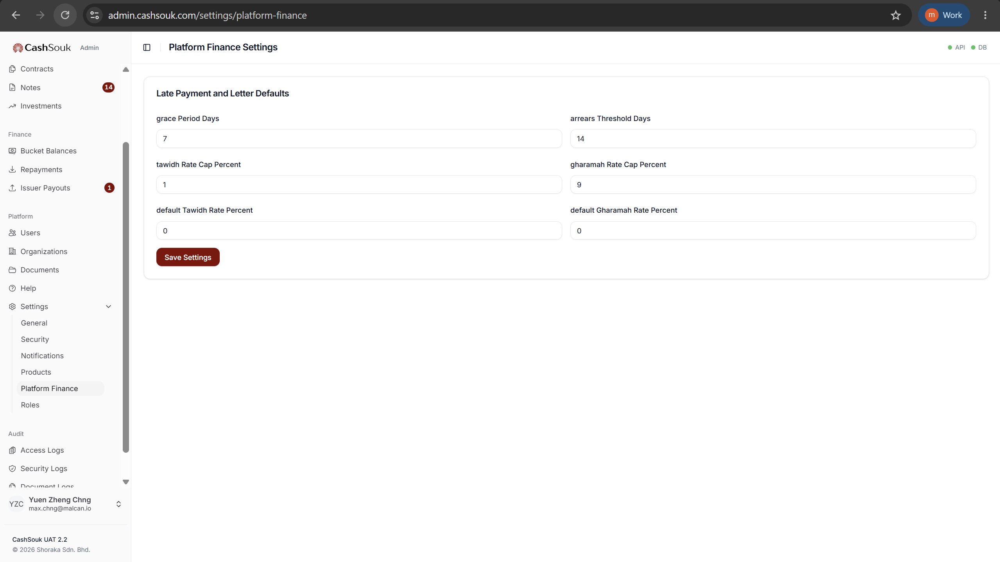 admin.cashsouk.com/settings/platform-finance
m
Work
CashSouk
Admin
Contracts
Notes
14
Investments
Finance
Bucket Balances
Repayments
Issuer Payouts
1
Platform
Users
Organizations
Documents
Help
Settings
General
Security
Notifications
Products
Platform Finance
Roles
Audit
Access Logs
Security Logs
Document Logs
YZC
Yuen Zheng Chng
max.chng@malcan.io
CashSouk UAT 2.2
© 2026 Shoraka Sdn. Bhd.
Platform Finance Settings
API
DB
Late Payment and Letter Defaults
grace Period Days
7
arrears Threshold Days
14
tawidh Rate Cap Percent
1
gharamah Rate Cap Percent
9
default Tawidh Rate Percent
0
default Gharamah Rate Percent
0
Save Settings